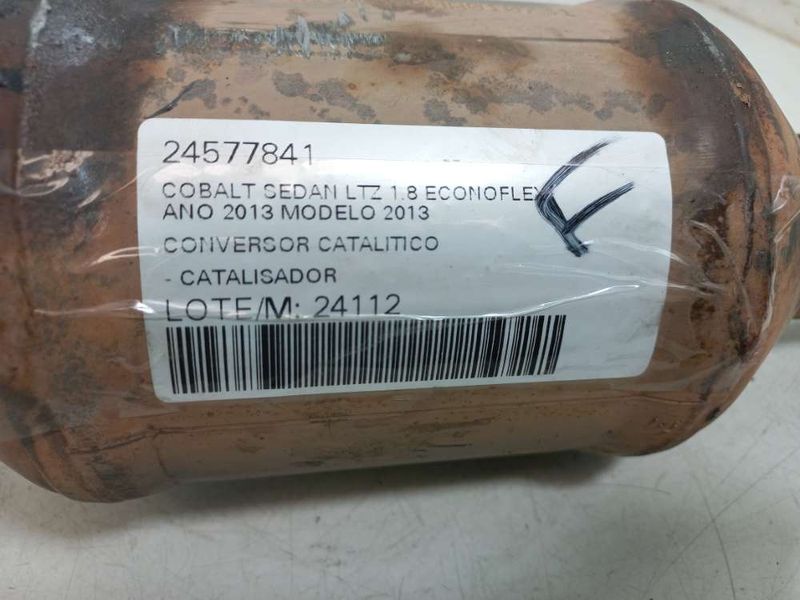 24577841
COBALT SEDAN LTZ 1.8 ECONOFLEX
ANO 2013 MODELO 2013
CONVERSOR CATALITICO
- CATALISADOR
LOTE/M: 24112